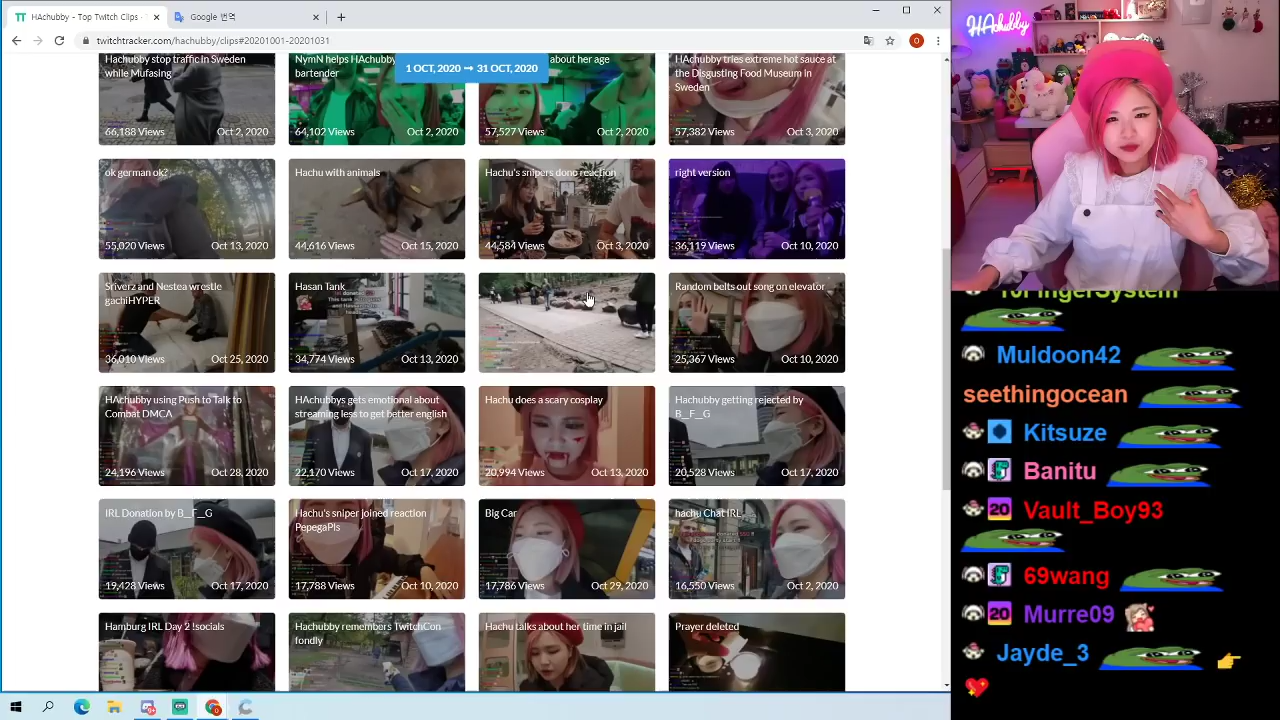 HAchubby - Top Twitch Clips ·
Google 번역
twitchtracker.com/hachubby/clips#20201001-20201031
1 OCT, 2020 ➞ 31 OCT, 2020
Hachubby stop traffic in Sweden
while Mufasing
66,188 Views
Oct 2, 2020
NymN helps HAchubby
bartender
64,102 Views
Oct 2, 2020
about her age
57,527 Views
Oct 2, 2020
HAchubby tries extreme hot sauce at
the Disgusting Food Museum in
Sweden
57,382 Views
Oct 3, 2020
ok german ok?
55,020 Views
Oct 13, 2020
Hachu with animals
44,616 Views
Oct 15, 2020
Hachu's snipers dono reaction
44,584 Views
Oct 3, 2020
right version
36,119 Views
Oct 10, 2020
Sriverz and Nestea wrestle
gachiHYPER
36,010 Views
Oct 25, 2020
Hasan Tank
34,774 Views
Oct 13, 2020
Random belts out song on elevator
25,367 Views
Oct 10, 2020
HAchubby using Push to Talk to
Combat DMCA
24,196 Views
Oct 28, 2020
HAchubbys gets emotional about
streaming less to get better english
22,170 Views
Oct 17, 2020
Hachu does a scary cosplay
20,994 Views
Oct 13, 2020
Hachubby getting rejected by
B__F__G
20,528 Views
Oct 17, 2020
IRL Donation by B__F__G
19,428 Views
Oct 17, 2020
Hachu's sniper joined reaction
PepegaPls
17,788 Views
Oct 10, 2020
Big Car
17,786 Views
Oct 29, 2020
hachu Chat IRL
16,550 Views
Oct 2, 2020
Hamburg IRL Day 2 !socials
Hachubby remembers TwitchCon
fondly
Hachu talks about her time in jail
Prayer deleted
HAchubby
10FingerSystem
Muldoon42
seethingocean
Kitsuze
Banitu
20 Vault_Boy93
69wang
20 Murre09
Jayde_3